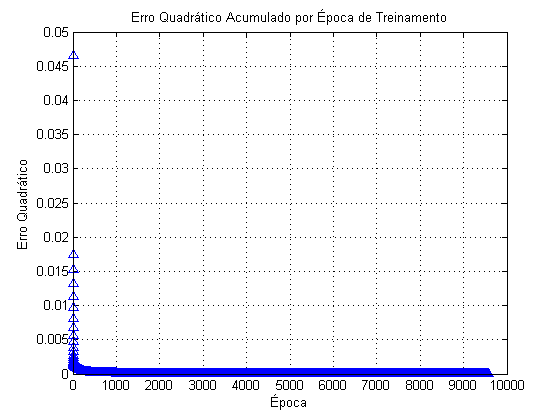 Erro Quadrático Acumulado por Época de Treinamento
0.05
0.045
0.04
0.035
0.03
0.025
0.02
0.015
0.01
0.005
0
Erro Quadrático
0 1000 2000 3000 4000 5000 6000 7000 8000 9000 10000
Época